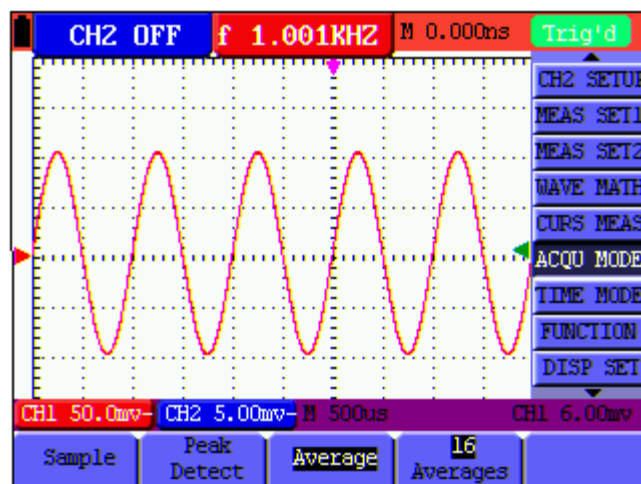 CH2 OFF
f 1.001KHZ
M 0.000ns
Trig'd
CH2 SETUP
MEAS SET1
MEAS SET2
WAVE MATH
CURS MEAS
ACQU MODE
TIME MODE
FUNCTION
DISP SET
CH1 50.0mv-
CH2 5.00mv-
M 500us
CH1 6.00mv
Sample
Peak
Detect
Average
16
Averages